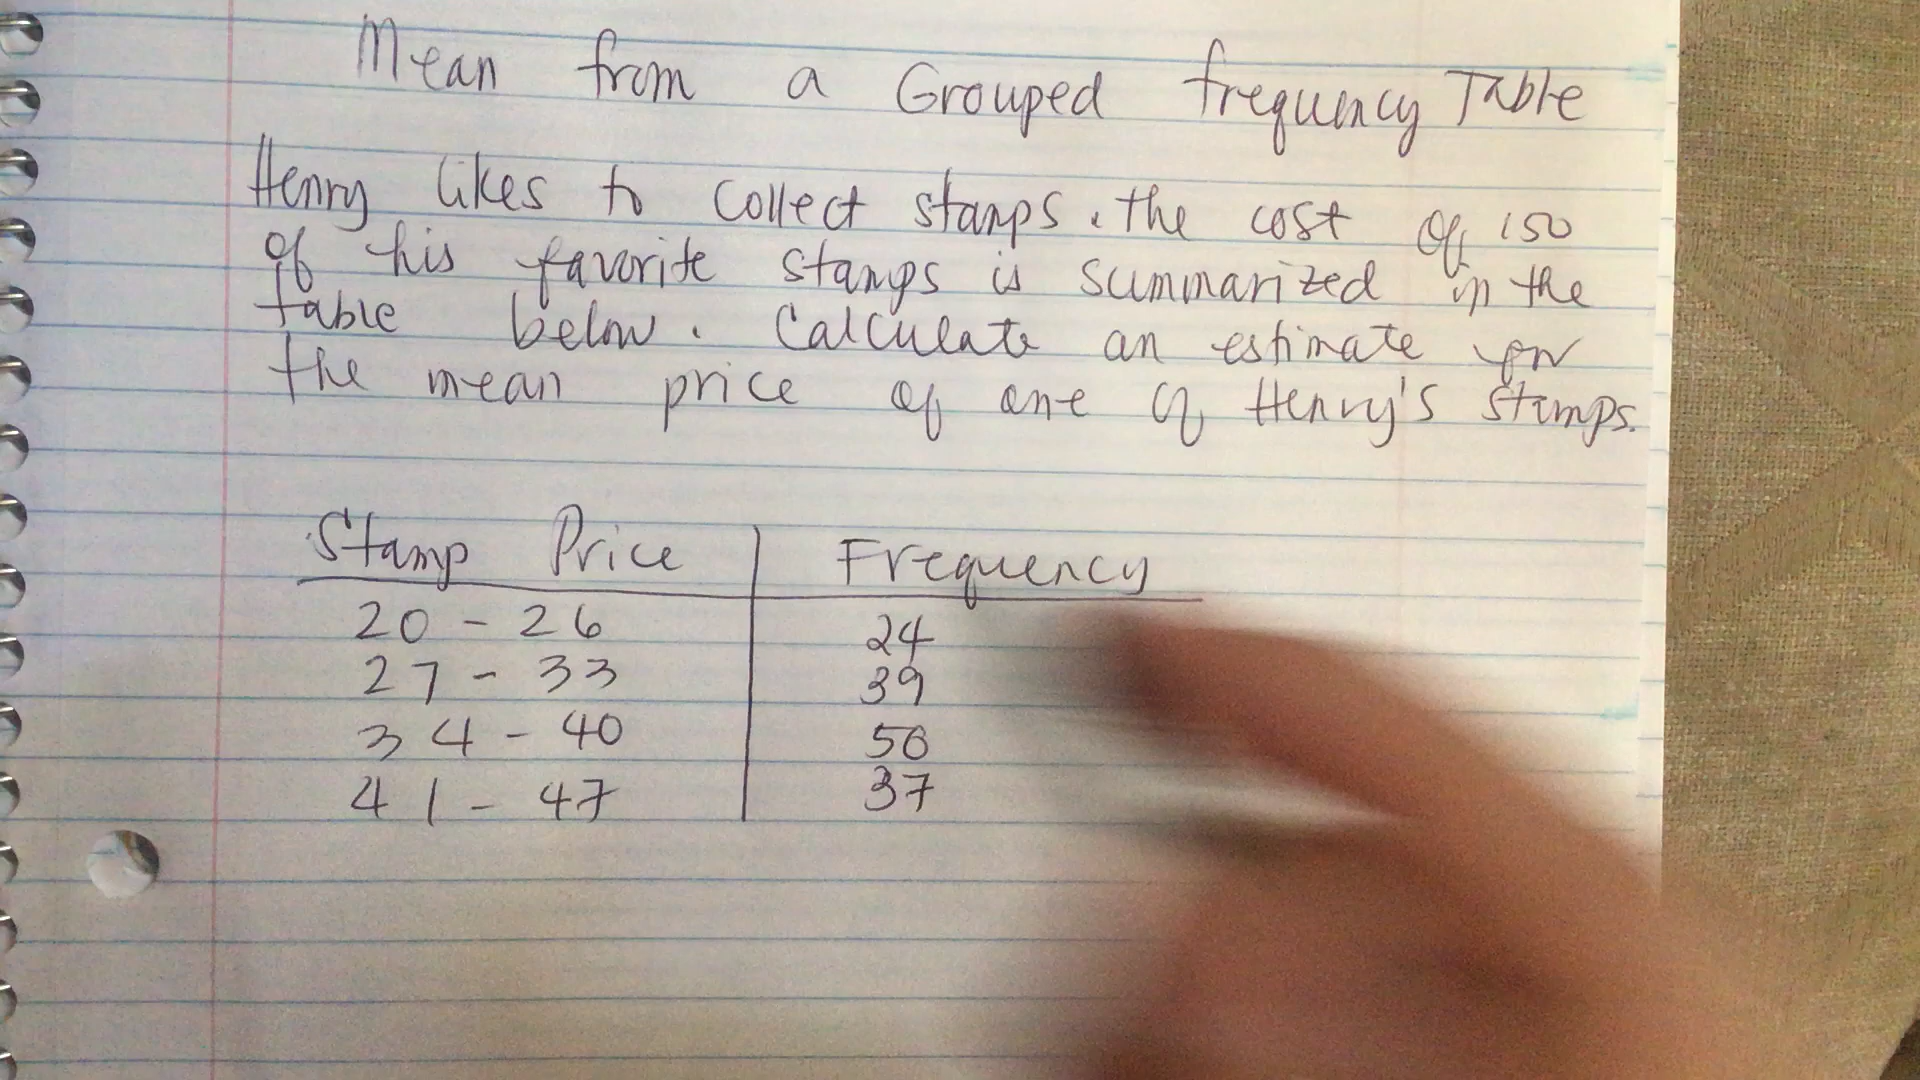 Mean from a Grouped frequency Table
Henry likes to collect stamps. the cost of 150
of his favorite stamps is summarized in the
table below. Calculate an estimate for
the mean price of one of Henry's stamps.
Stamp Price Frequency
20 - 26 24
27 - 33 39
34 - 40 50
41 - 47 37